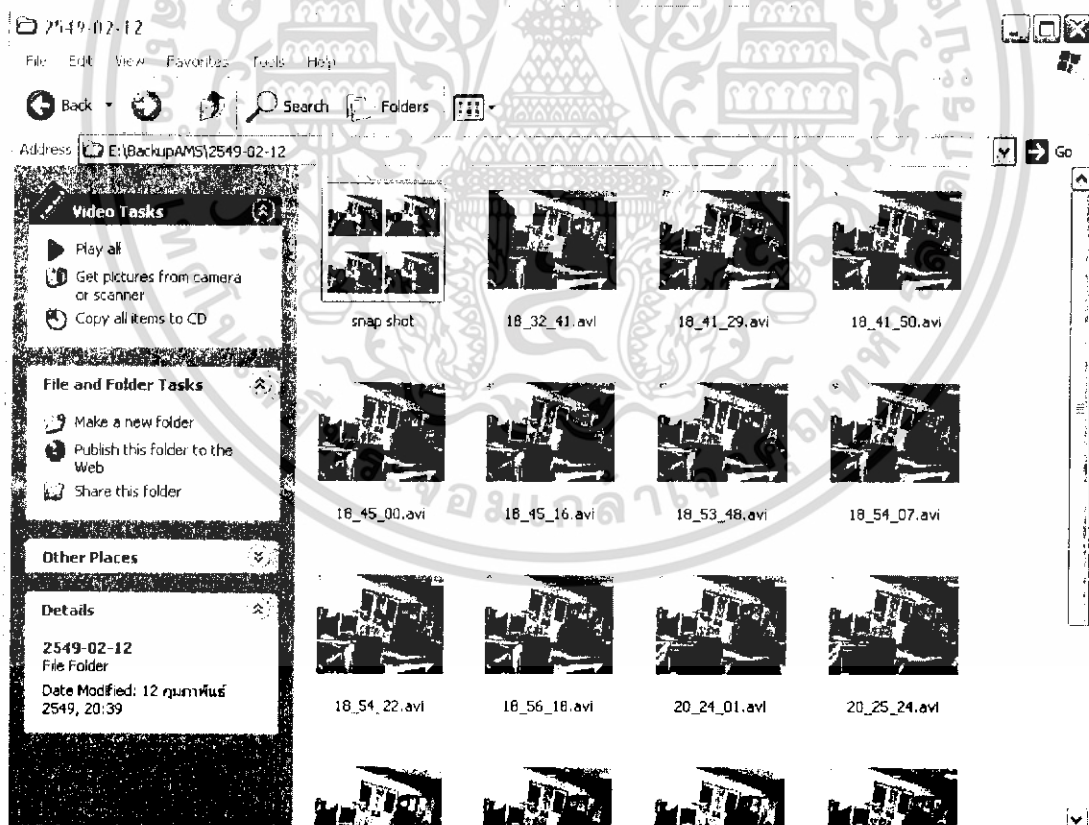 2549-02-12
File Edit View Favorites Tools Help
Back Search Folders
Address E:\BackupAMS\2549-02-12 Go
Video Tasks
Play all
Get pictures from camera
or scanner
Copy all items to CD
File and Folder Tasks
Make a new folder
Publish this folder to the
Web
Share this folder
Other Places
Details
2549-02-12
File Folder
Date Modified: 12 กุมภาพันธ์
2549, 20:39
snap shot 18_32_41.avi 18_41_29.avi 18_41_50.avi
18_45_00.avi 18_45_16.avi 18_53_48.avi 18_54_07.avi
18_54_22.avi 18_56_18.avi 20_24_01.avi 20_25_24.avi